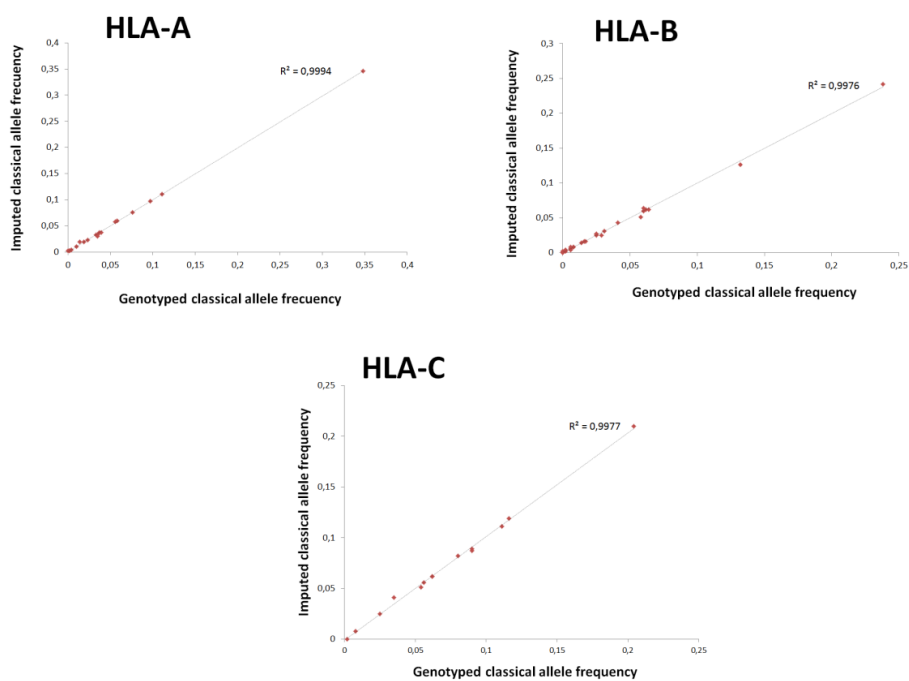 HLA-A
Imputed classical allele frecuency
0,4
0,35
0,3
0,25
0,2
0,15
0,1
0,05
0
R² = 0,9994
0 0,05 0,1 0,15 0,2 0,25 0,3 0,35 0,4
Genotyped classical allele frecuency
HLA-B
Imputed classical allele frequency
0,3
0,25
0,2
0,15
0,1
0,05
0
R² = 0,9976
0 0,05 0,1 0,15 0,2 0,25
Genotyped classical allele frequency
HLA-C
Imputed classical allele frequency
0,25
0,2
0,15
0,1
0,05
0
R² = 0,9977
0 0,05 0,1 0,15 0,2 0,25
Genotyped classical allele frequency